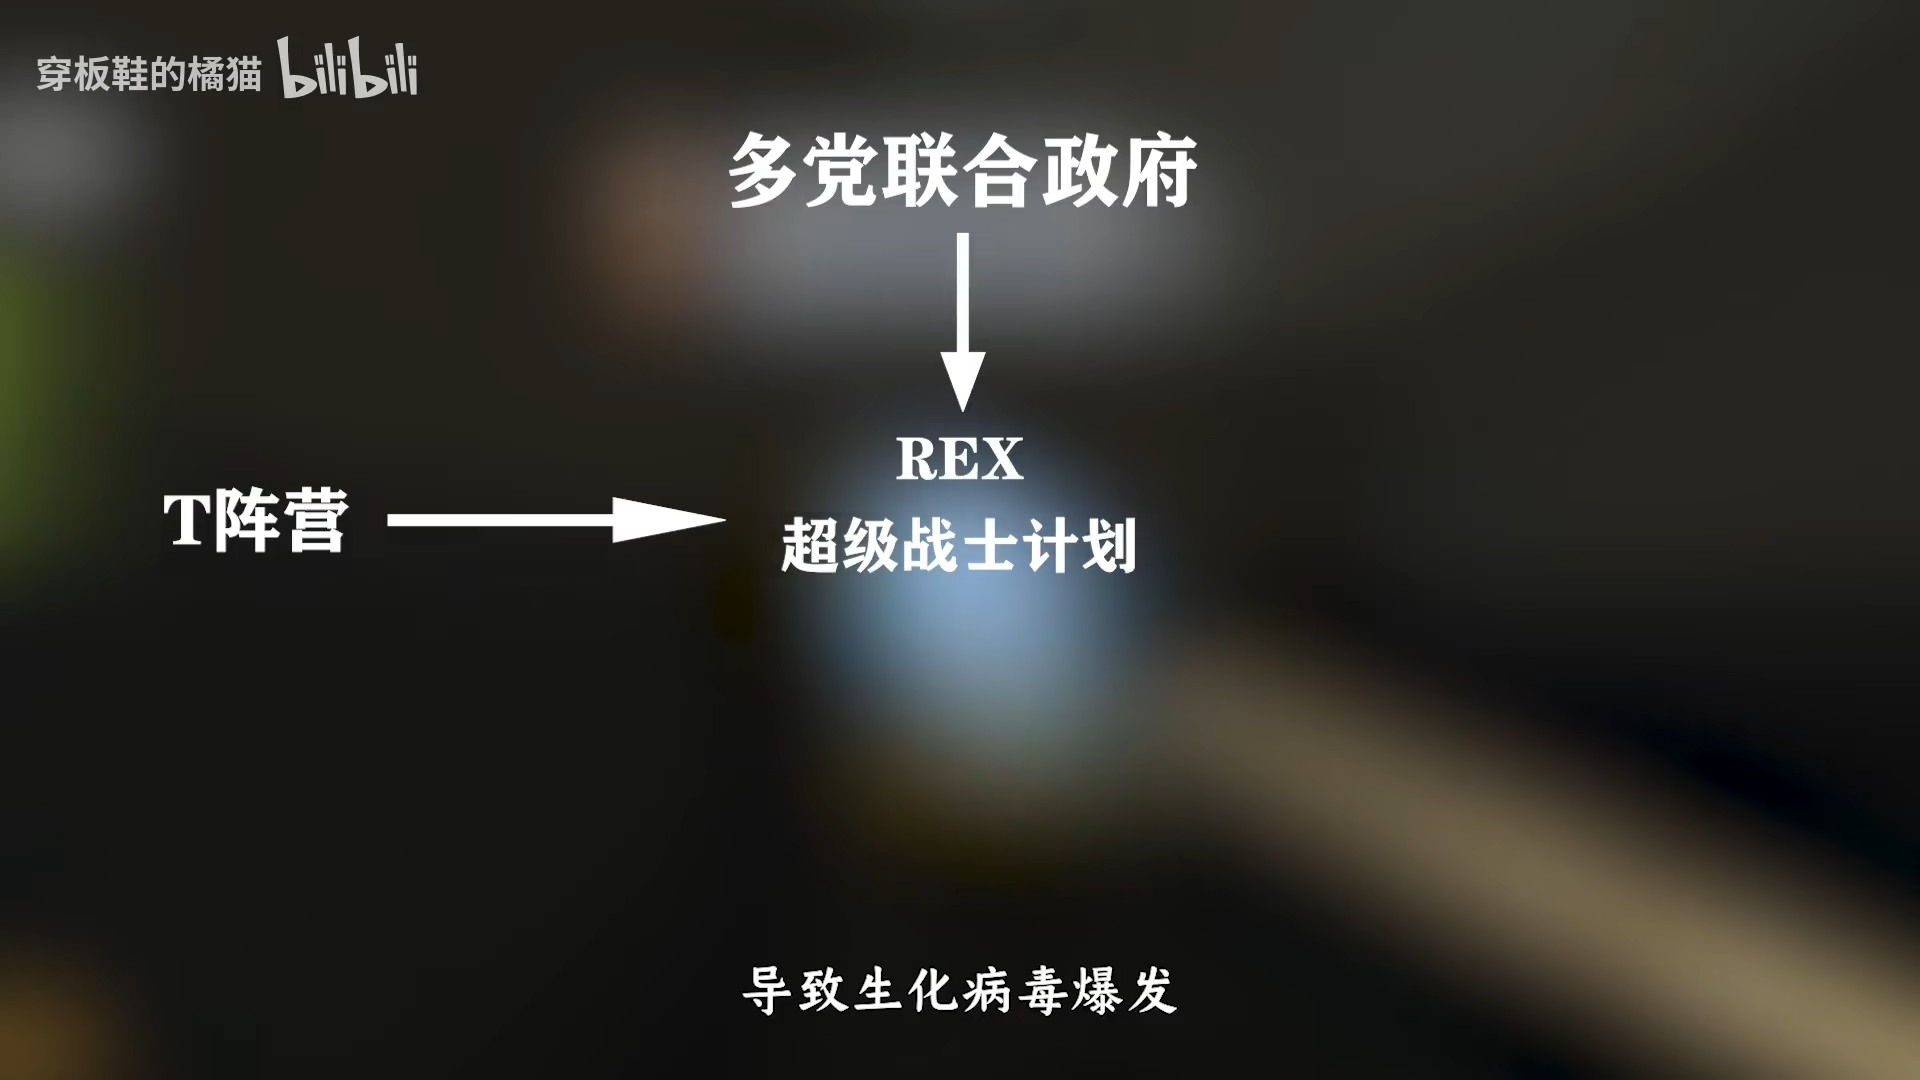 穿板鞋的橘猫 bilibili
多党联合政府
REX
T阵营
超级战士计划
导致生化病毒爆发